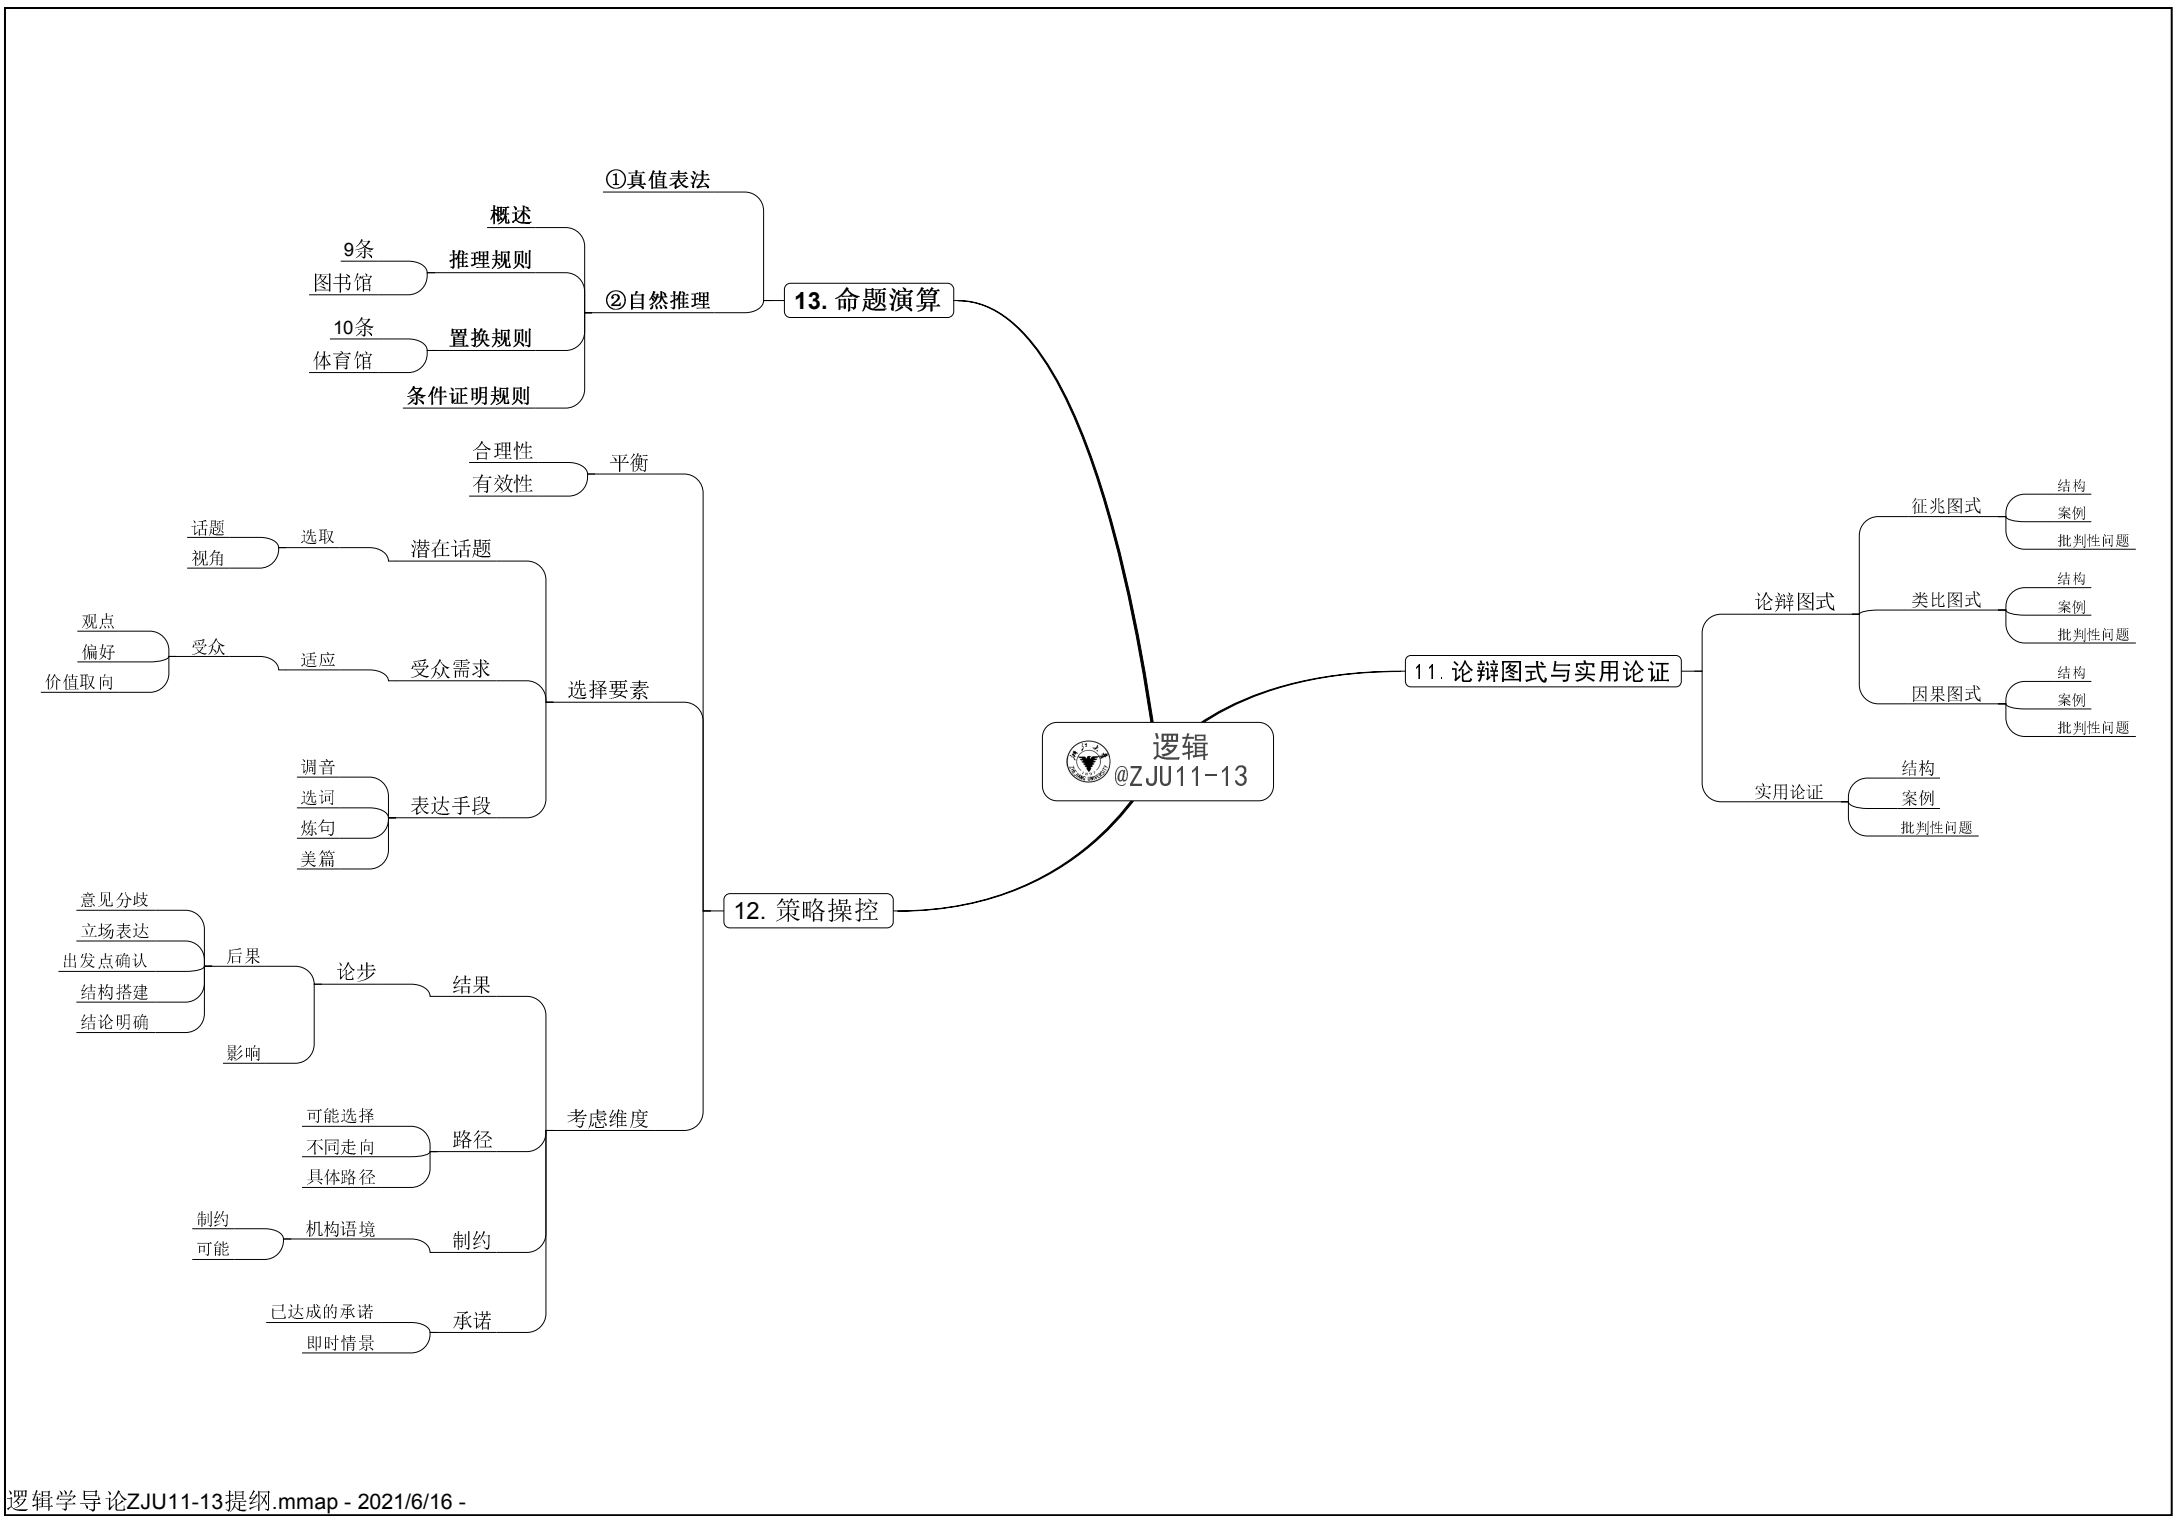 逻辑
@ZJU11-13
11. 论辩图式与实用论证
论辩图式
征兆图式
结构
案例
批判性问题
类比图式
结构
案例
批判性问题
因果图式
结构
案例
批判性问题
实用论证
结构
案例
批判性问题
12. 策略操控
平衡
合理性
有效性
选择要素
潜在话题
选取
话题
视角
受众需求
适应
受众
观点
偏好
价值取向
表达手段
调音
选词
炼句
美篇
考虑维度
结果
论步
后果
意见分歧
立场表达
出发点确认
结构搭建
结论明确
影响
路径
可能选择
不同走向
具体路径
制约
机构语境
制约
可能
承诺
已达成的承诺
即时情景
13. 命题演算
①真值表法
②自然推理
概述
推理规则
9条
图书馆
置换规则
10条
体育馆
条件证明规则
逻辑学导论ZJU11-13提纲.mmap - 2021/6/16 -